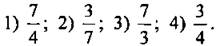 1) 7/4; 2) 3/7; 3) 7/3; 4) 3/4.